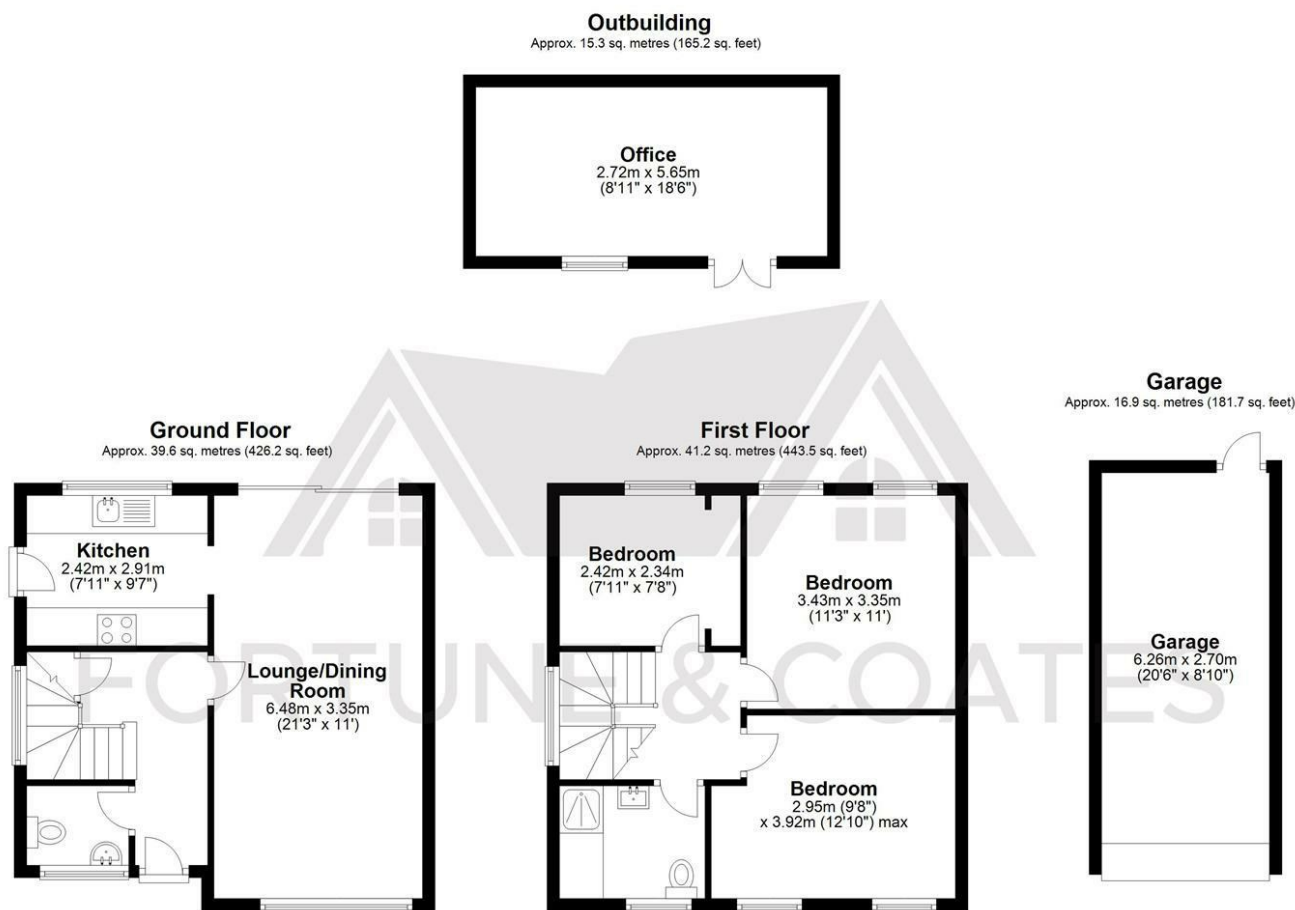 Outbuilding
Approx. 15.3 sq. metres (165.2 sq. feet)
Office
2.72m x 5.65m
(8'11" x 18'6")
Garage
Approx. 16.9 sq. metres (181.7 sq. feet)
Ground Floor
Approx. 39.6 sq. metres (426.2 sq. feet)
First Floor
Approx. 41.2 sq. metres (443.5 sq. feet)
Kitchen
2.42m x 2.91m
(7'11" x 9'7")
Bedroom
2.42m x 2.34m
(7'11" x 7'8")
Bedroom
3.43m x 3.35m
(11'3" x 11')
Garage
6.26m x 2.70m
(20'6" x 8'10")
Lounge/Dining
Room
6.48m x 3.35m
(21'3" x 11')
FORTUNE & COATES
Bedroom
2.95m (9'8")
x 3.92m (12'10") max